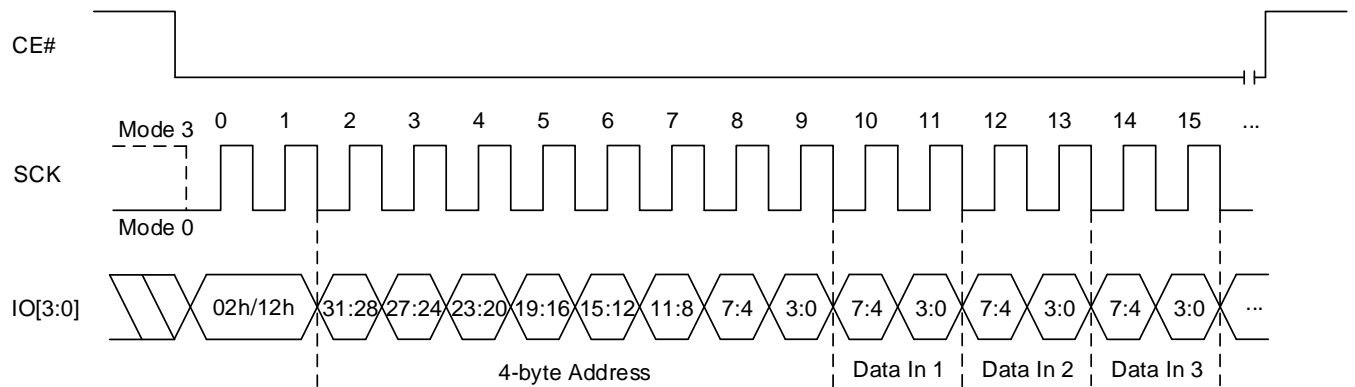 CE#
Mode 3 0 1 2 3 4 5 6 7 8 9 10 11 12 13 14 15 ...
SCK
Mode 0
IO[3:0] 02h/12h 31:28 27:24 23:20 19:16 15:12 11:8 7:4 3:0 7:4 3:0 7:4 3:0 7:4 3:0 ...
4-byte Address Data In 1 Data In 2 Data In 3